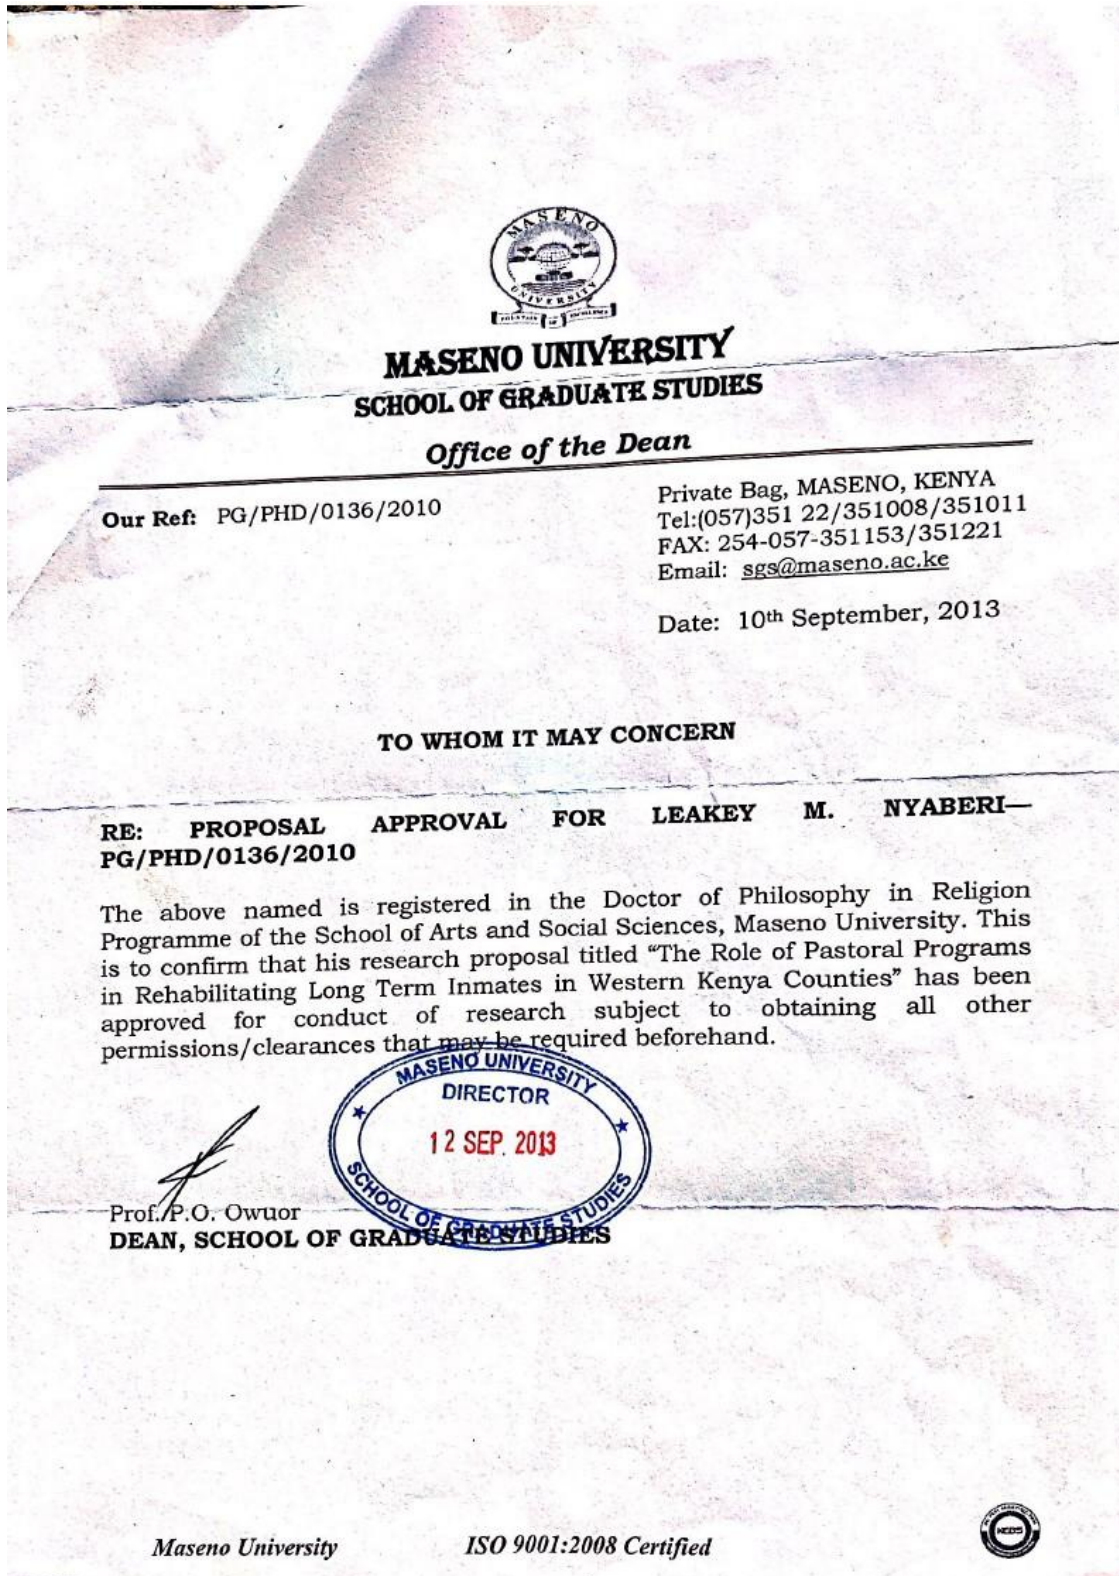 MASENO
UNIVERSITY
FOUNTAIN OF EXCELLENCE
MASENO UNIVERSITY
SCHOOL OF GRADUATE STUDIES
Office of the Dean
Our Ref: PG/PHD/0136/2010
Private Bag, MASENO, KENYA
Tel:(057)351 22/351008/351011
FAX: 254-057-351153/351221
Email: sgs@maseno.ac.ke
Date: 10th September, 2013
TO WHOM IT MAY CONCERN
RE: PROPOSAL APPROVAL FOR LEAKEY M. NYABERI—
PG/PHD/0136/2010
The above named is registered in the Doctor of Philosophy in Religion
Programme of the School of Arts and Social Sciences, Maseno University. This
is to confirm that his research proposal titled “The Role of Pastoral Programs
in Rehabilitating Long Term Inmates in Western Kenya Counties” has been
approved for conduct of research subject to obtaining all other
permissions/clearances that may be required beforehand.
MASENO UNIVERSITY
DIRECTOR
12 SEP. 2013
SCHOOL OF GRADUATE STUDIES
Prof. P.O. Owuor
DEAN, SCHOOL OF GRADUATE STUDIES
Maseno University
ISO 9001:2008 Certified